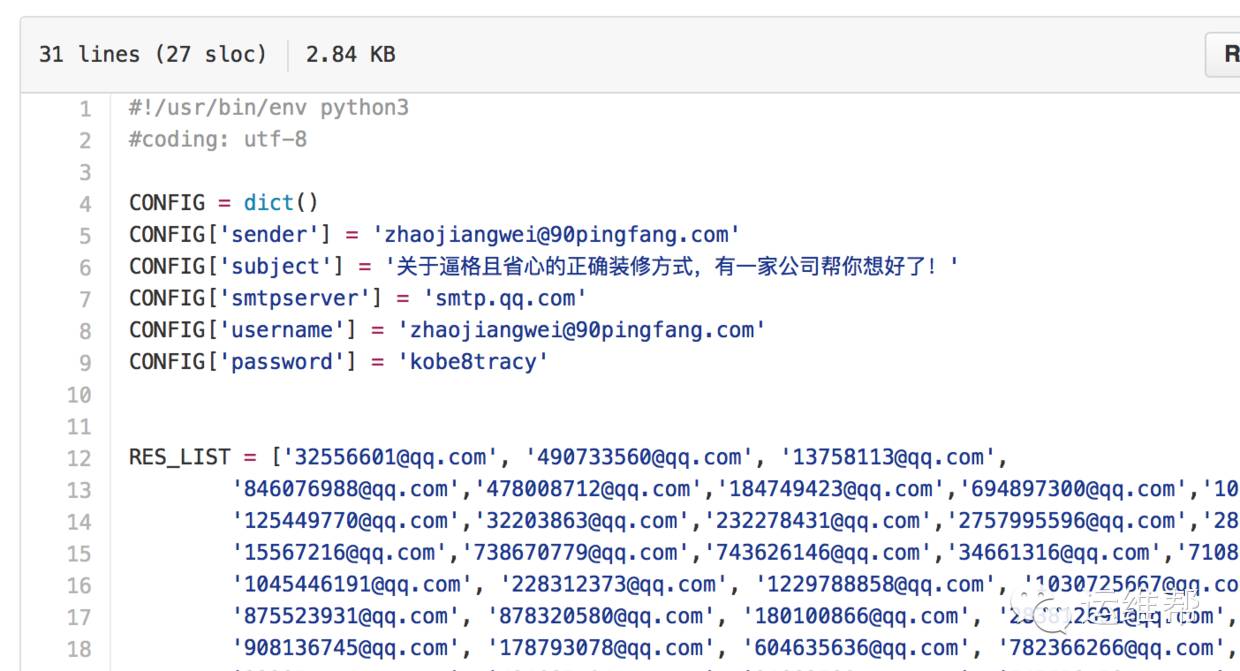 31 lines (27 sloc) 2.84 KB
R
1 #!/usr/bin/env python3
2 #coding: utf-8
3
4 CONFIG = dict()
5 CONFIG['sender'] = 'zhaojiangwei@90pingfang.com'
6 CONFIG['subject'] = '关于逼格且省心的正确装修方式，有一家公司帮你想好了！'
7 CONFIG['smtpserver'] = 'smtp.qq.com'
8 CONFIG['username'] = 'zhaojiangwei@90pingfang.com'
9 CONFIG['password'] = 'kobe8tracy'
10
11
12 RES_LIST = ['32556601@qq.com', '490733560@qq.com', '13758113@qq.com',
13 '846076988@qq.com','478008712@qq.com','184749423@qq.com','694897300@qq.com','10
14 '125449770@qq.com','32203863@qq.com','232278431@qq.com','2757995596@qq.com','28
15 '15567216@qq.com','738670779@qq.com','743626146@qq.com','34661316@qq.com','7108
16 '1045446191@qq.com', '228312373@qq.com', '1229788858@qq.com', '1030725667@qq.co
17 '875523931@qq.com', '878320580@qq.com', '180100866@qq.com',
运维帮
18 '908136745@qq.com', '178793078@qq.com', '604635636@qq.com', '782366266@qq.com',